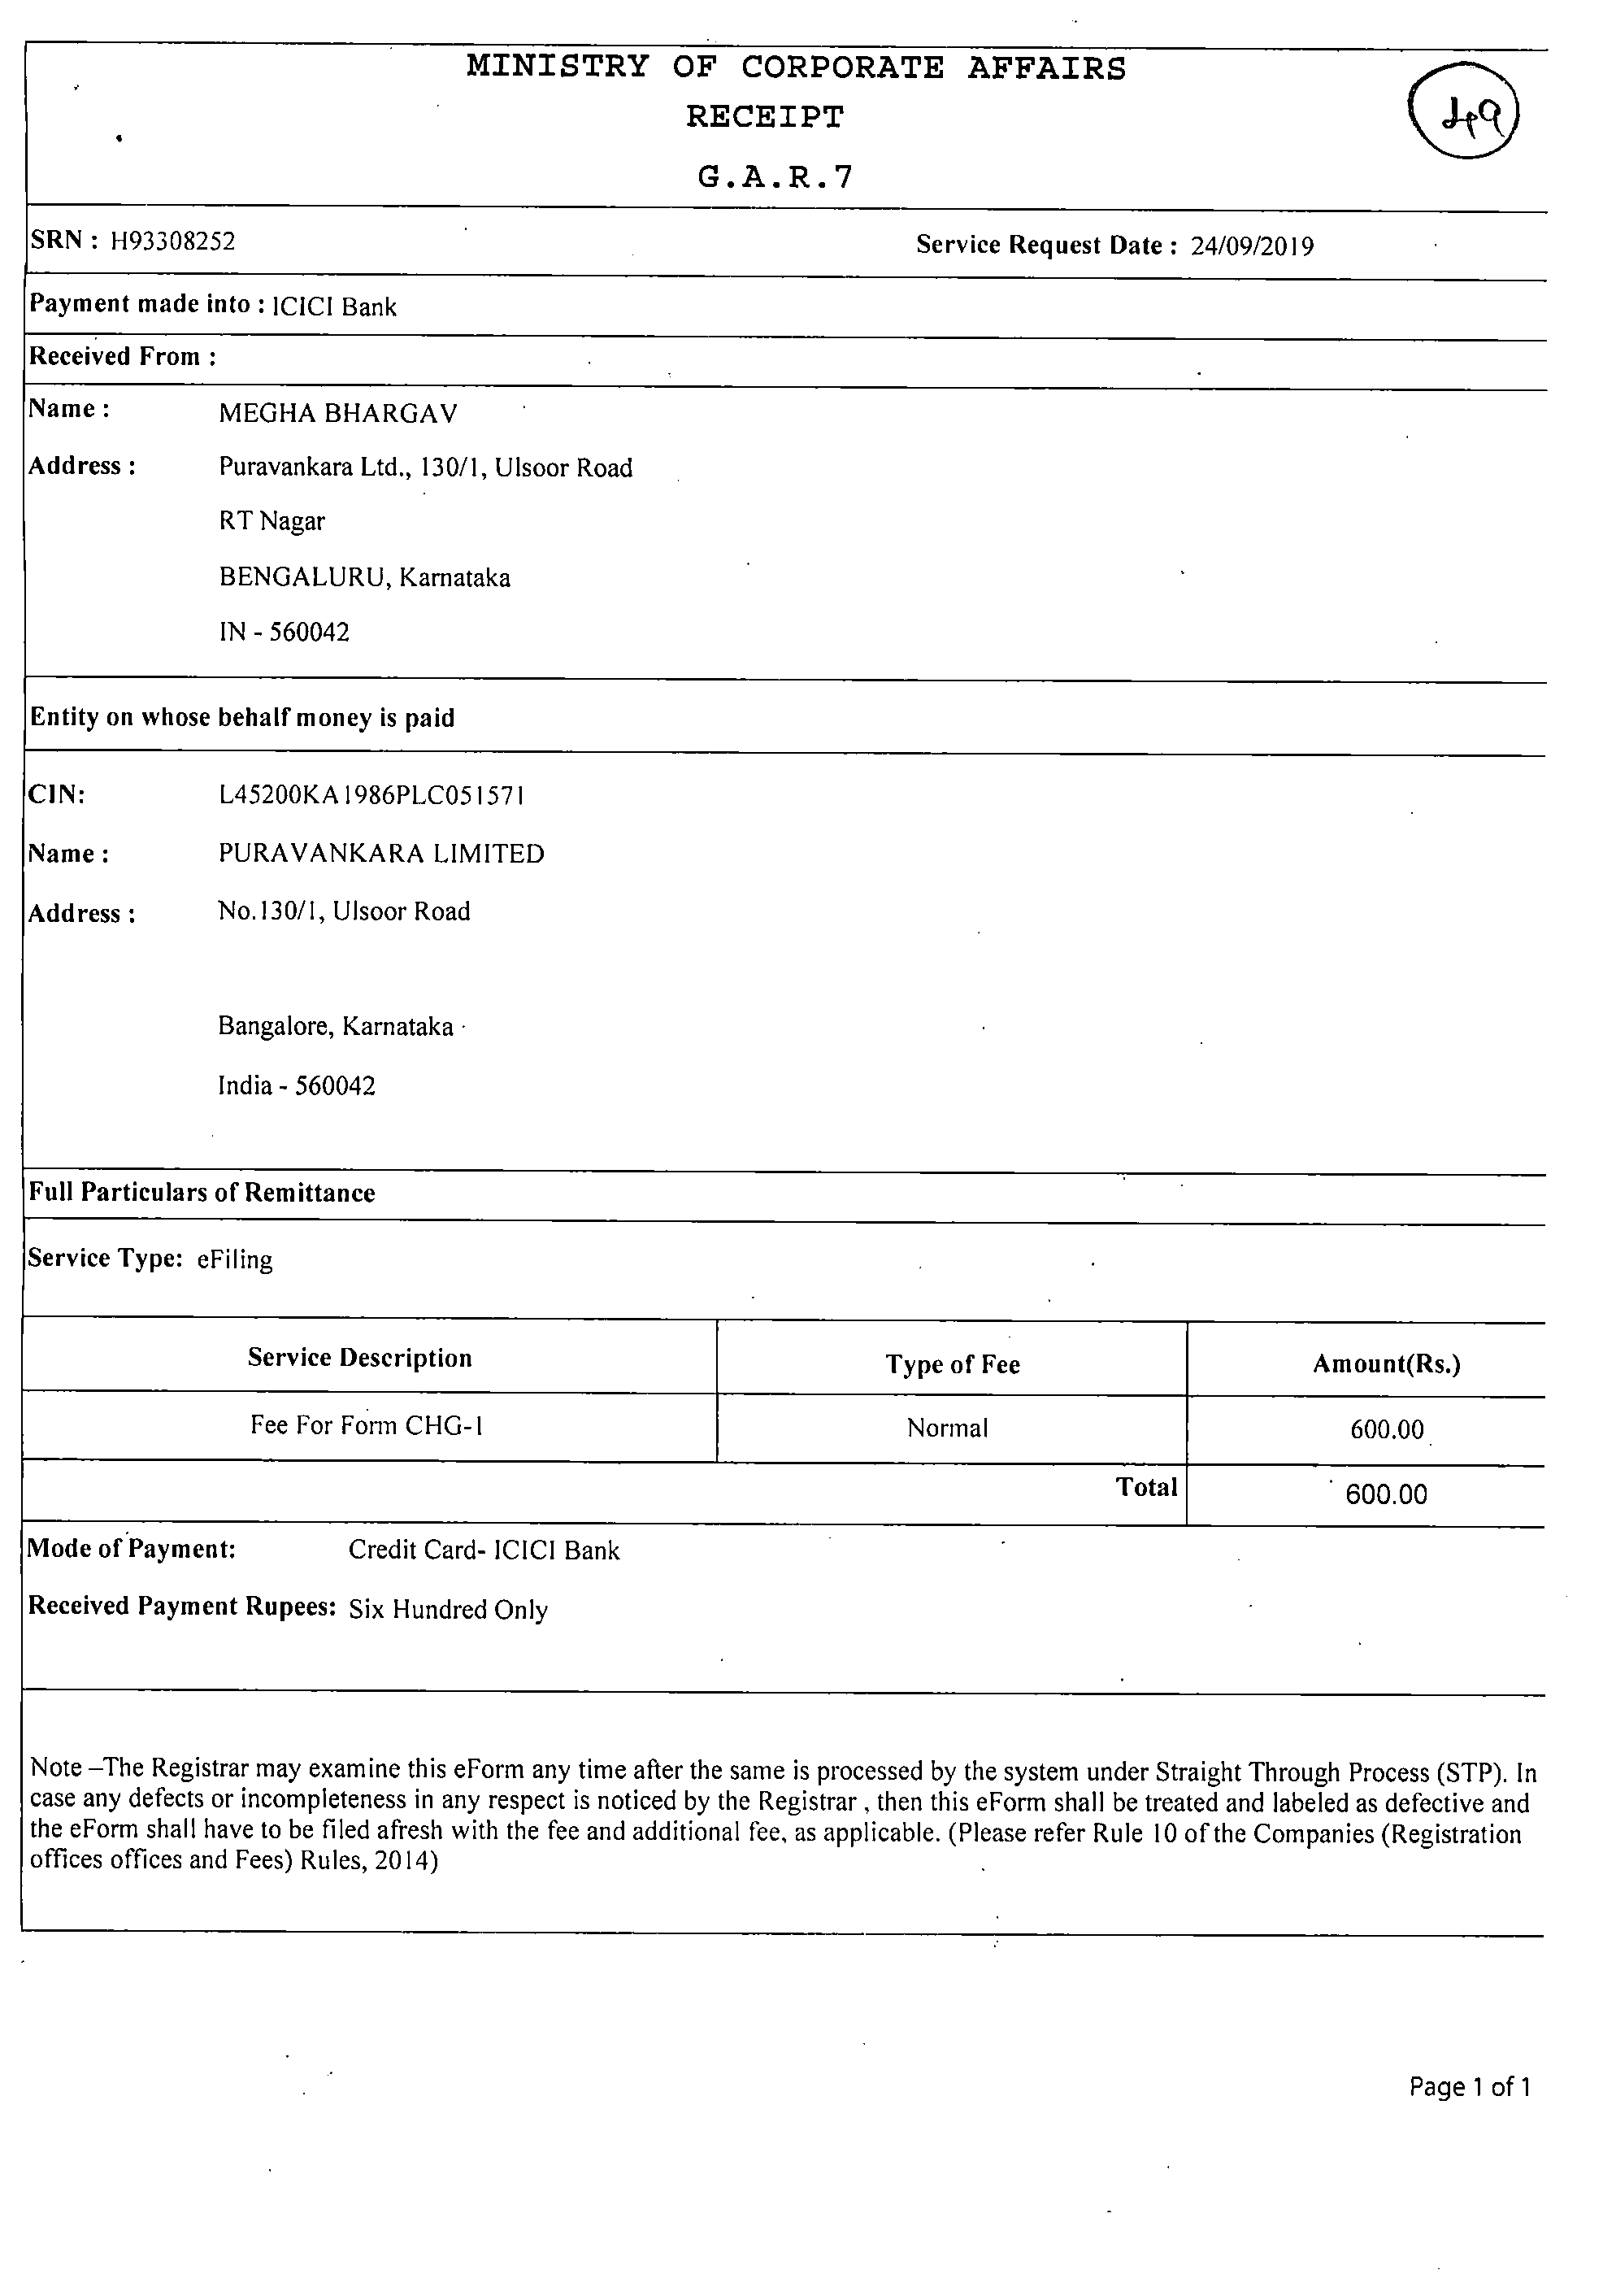 MINISTRY OF CORPORATE AFFAIRS
RECEIPT
49
G.A.R.7
SRN : H93308252 Service Request Date : 24/09/2019
Payment made into : ICICI Bank
Received From :
Name : MEGHA BHARGAV
Address : Puravankara Ltd., 130/1, Ulsoor Road
RT Nagar
BENGALURU, Karnataka
IN - 560042
Entity on whose behalf money is paid
CIN: L45200KA1986PLC051571
Name : PURAVANKARA LIMITED
Address : No.130/1, Ulsoor Road
Bangalore, Karnataka
India - 560042
Full Particulars of Remittance
Service Type: eFiling
Service Description Type of Fee Amount(Rs.)
Fee For Form CHG-1 Normal 600.00
Total 600.00
Mode of Payment: Credit Card- ICICI Bank
Received Payment Rupees: Six Hundred Only
Note –The Registrar may examine this eForm any time after the same is processed by the system under Straight Through Process (STP). In
case any defects or incompleteness in any respect is noticed by the Registrar , then this eForm shall be treated and labeled as defective and
the eForm shall have to be filed afresh with the fee and additional fee, as applicable. (Please refer Rule 10 of the Companies (Registration
offices offices and Fees) Rules, 2014)
Page 1 of 1